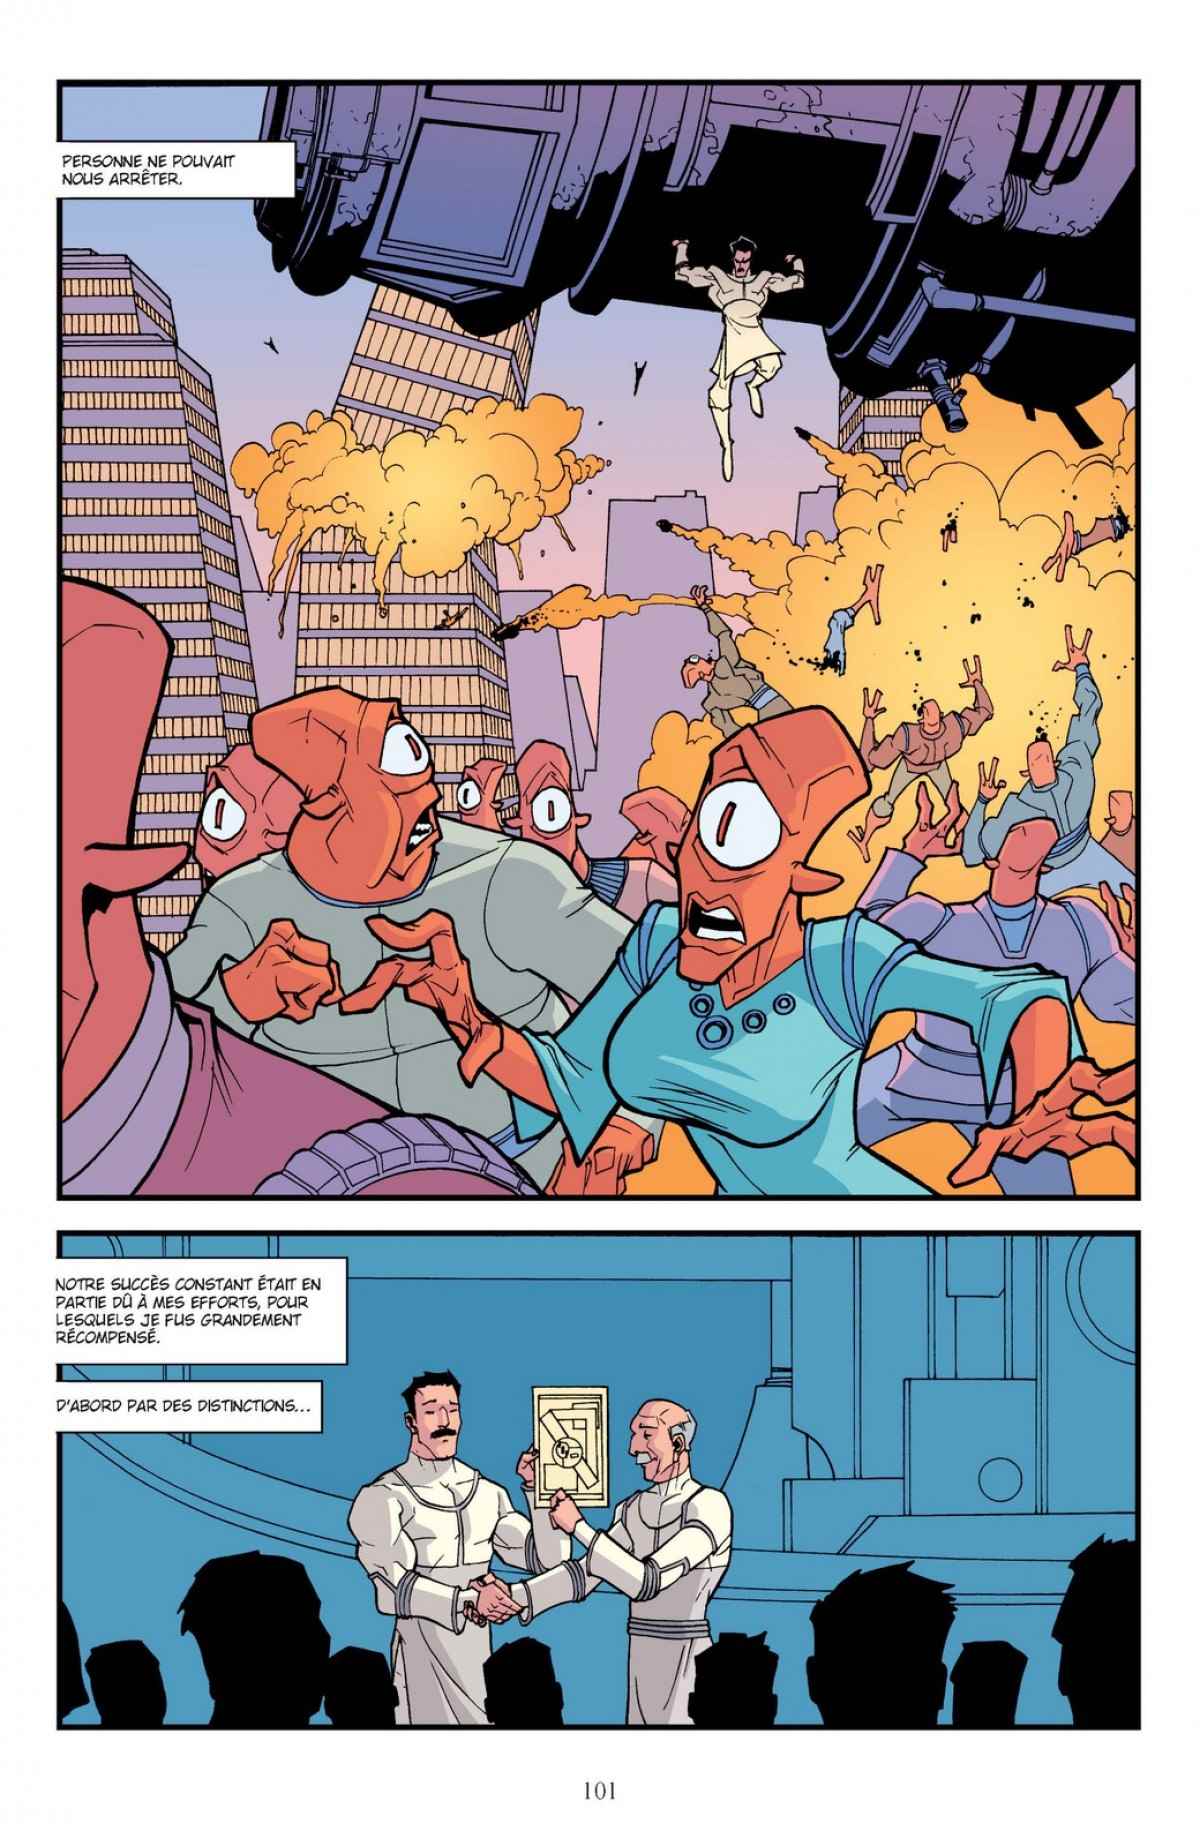 PERSONNE NE POUVAIT
NOUS ARRÊTER.
NOTRE SUCCÈS CONSTANT ÉTAIT EN
PARTIE DÛ À MES EFFORTS, POUR
LESQUELS JE FUS GRANDEMENT
RÉCOMPENSÉ.
D'ABORD PAR DES DISTINCTIONS...
101